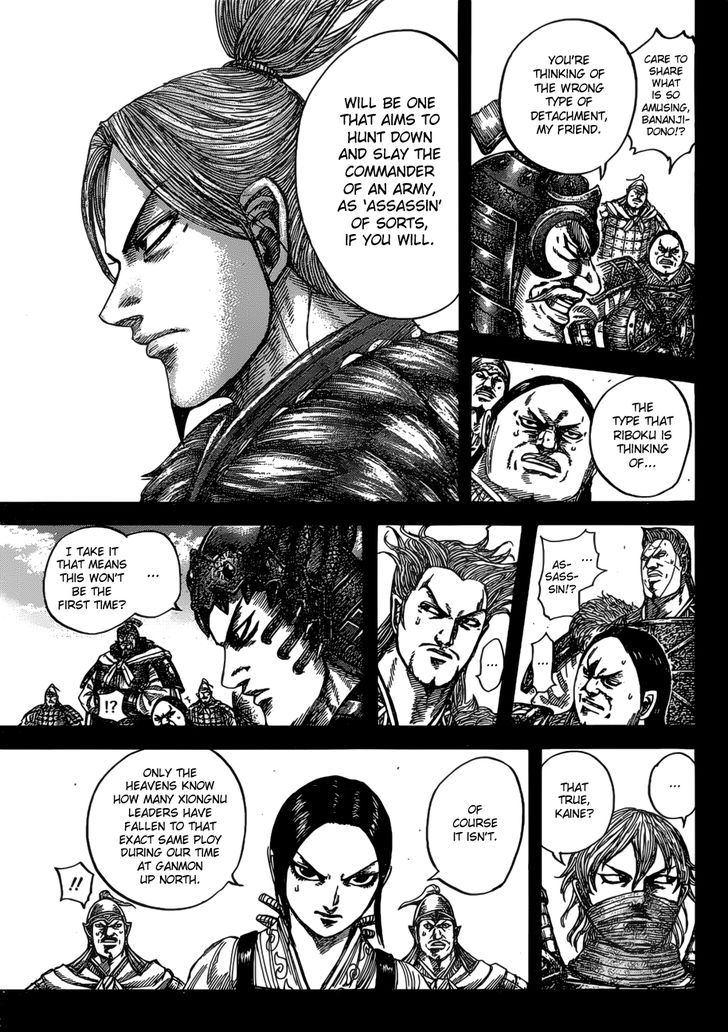 CARE TO
SHARE
WHAT
IS SO
AMUSING,
BANANJI-
DONO!?
YOU'RE
THINKING OF
THE WRONG
TYPE OF
DETACHMENT,
MY FRIEND.
THE
TYPE THAT
RIBOKU IS
THINKING
OF...
WILL BE ONE
THAT AIMS TO
HUNT DOWN
AND SLAY THE
COMMANDER
OF AN ARMY,
AS 'ASSASSIN'
OF SORTS,
IF YOU WILL.
AS-
SASS-
SIN!?
...
...
I TAKE IT
THAT MEANS
THIS WON'T
BE THE
FIRST TIME?
!?
...
THAT
TRUE,
KAINE?
OF
COURSE
IT ISN'T.
ONLY THE
HEAVENS KNOW
HOW MANY XIONGNU
LEADERS HAVE
FALLEN TO THAT
EXACT SAME PLOY
DURING OUR TIME
AT GANMON
UP NORTH.
!!